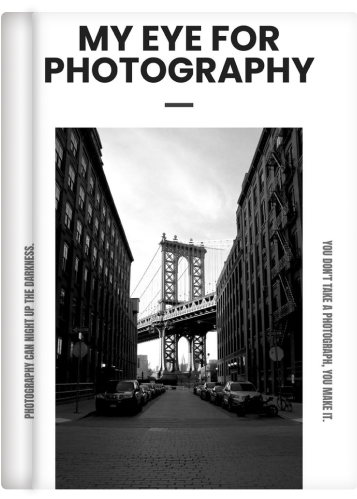 MY EYE FOR
PHOTOGRAPHY
PHOTOGRAPHY CAN NIGHT UP THE DARKNESS.
YOU DON'T TAKE A PHOTOGRAPH, YOU MAKE IT.